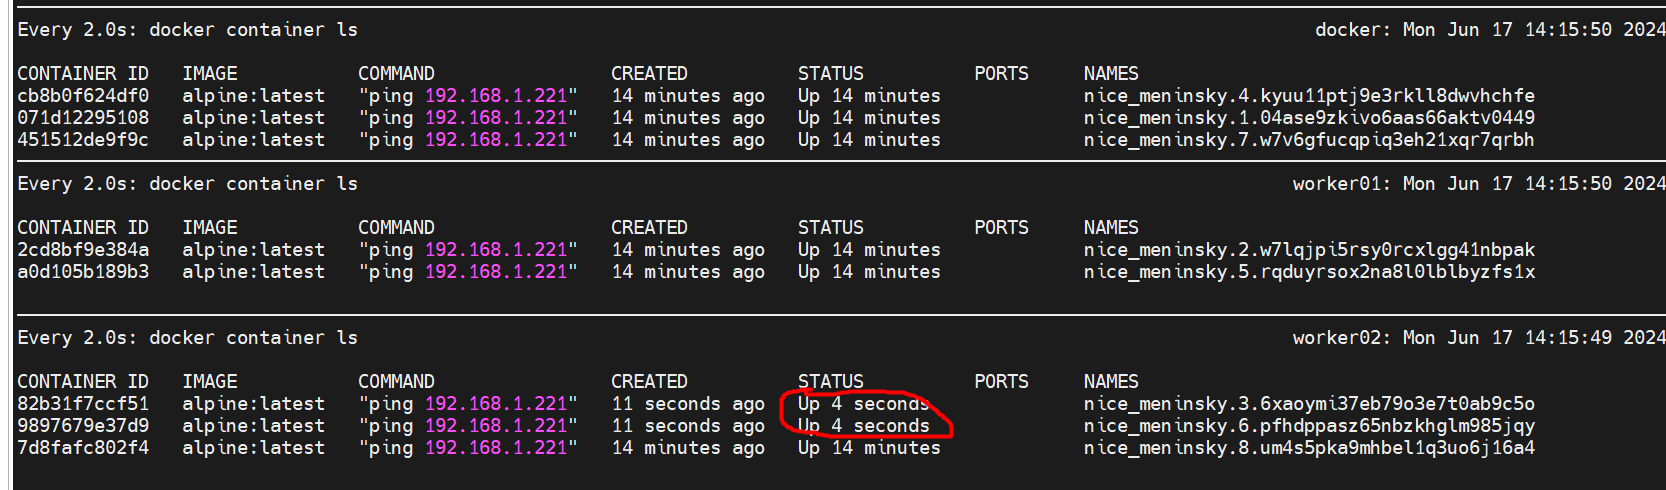 Every 2.0s: docker container ls docker: Mon Jun 17 14:15:50 2024
CONTAINER ID IMAGE COMMAND CREATED STATUS PORTS NAMES
cb8b0f624df0 alpine:latest "ping 192.168.1.221" 14 minutes ago Up 14 minutes nice_meninsky.4.kyuu11ptj9e3rkll8dwvhchfe
071d12295108 alpine:latest "ping 192.168.1.221" 14 minutes ago Up 14 minutes nice_meninsky.1.04ase9zkivo6aas66aktv0449
451512de9f9c alpine:latest "ping 192.168.1.221" 14 minutes ago Up 14 minutes nice_meninsky.7.w7v6gfucqpiq3eh21xqr7qrbh
Every 2.0s: docker container ls worker01: Mon Jun 17 14:15:50 2024
CONTAINER ID IMAGE COMMAND CREATED STATUS PORTS NAMES
2cd8bf9e384a alpine:latest "ping 192.168.1.221" 14 minutes ago Up 14 minutes nice_meninsky.2.w7lqjpi5rsy0rcxlgg41nbpak
a0d105b189b3 alpine:latest "ping 192.168.1.221" 14 minutes ago Up 14 minutes nice_meninsky.5.rqduyrsox2na8l0lblbyzfs1x
Every 2.0s: docker container ls worker02: Mon Jun 17 14:15:49 2024
CONTAINER ID IMAGE COMMAND CREATED STATUS PORTS NAMES
82b31f7ccf51 alpine:latest "ping 192.168.1.221" 11 seconds ago Up 4 seconds nice_meninsky.3.6xaoymi37eb79o3e7t0ab9c5o
9897679e37d9 alpine:latest "ping 192.168.1.221" 11 seconds ago Up 4 seconds nice_meninsky.6.pfhdppasz65nbzkhglm985jqy
7d8fafc802f4 alpine:latest "ping 192.168.1.221" 14 minutes ago Up 14 minutes nice_meninsky.8.um4s5pka9mhbel1q3uo6j16a4